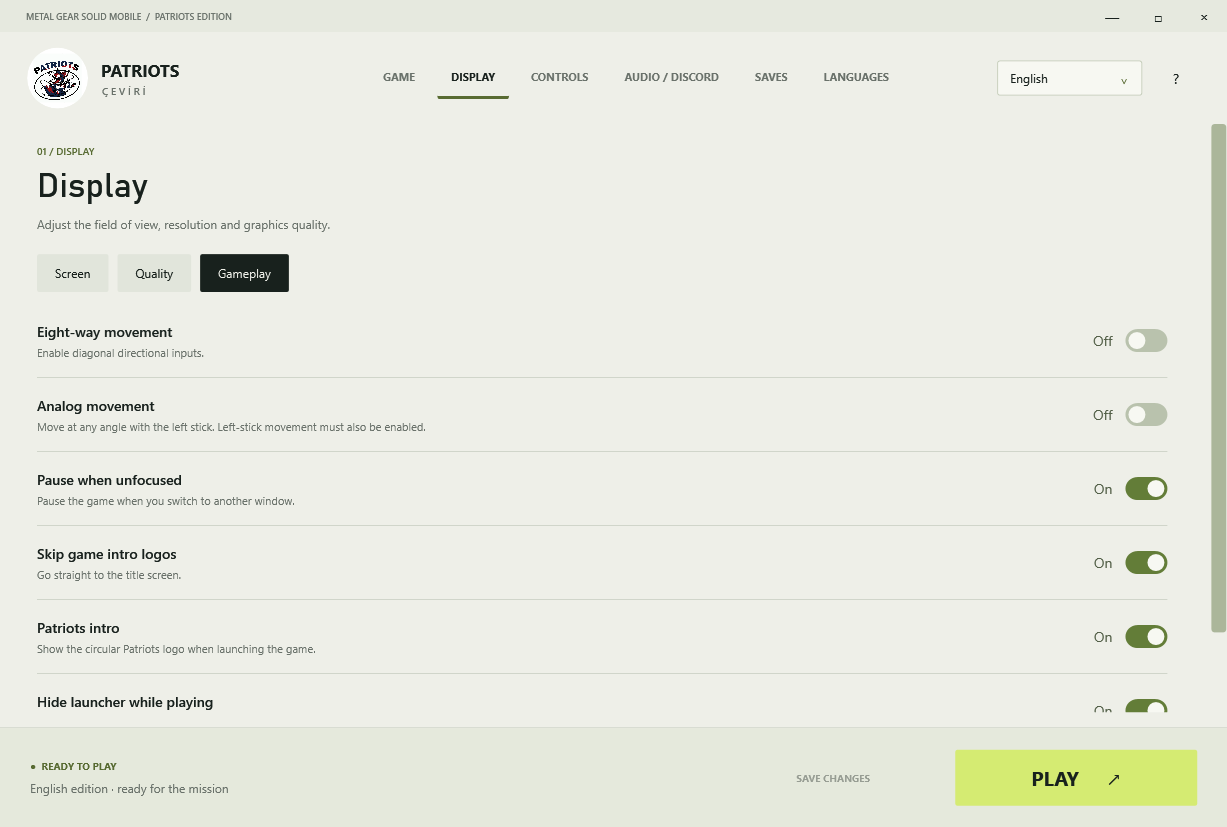 METAL GEAR SOLID MOBILE / PATRIOTS EDITION
PATRIOTS
PATRIOTS
ÇEVİRİ
GAME
DISPLAY
CONTROLS
AUDIO / DISCORD
SAVES
LANGUAGES
English
?
01 / DISPLAY
Display
Adjust the field of view, resolution and graphics quality.
Screen
Quality
Gameplay
Eight-way movement
Off
Enable diagonal directional inputs.
Analog movement
Off
Move at any angle with the left stick. Left-stick movement must also be enabled.
Pause when unfocused
On
Pause the game when you switch to another window.
Skip game intro logos
On
Go straight to the title screen.
Patriots intro
On
Show the circular Patriots logo when launching the game.
Hide launcher while playing
On
READY TO PLAY
English edition · ready for the mission
SAVE CHANGES
PLAY ↗